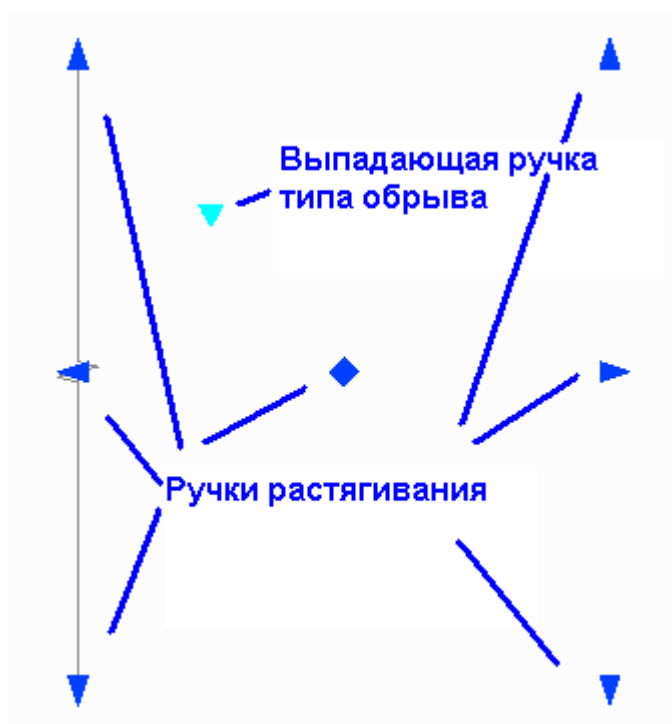 Выпадающая ручка
типа обрыва
Ручки растягивания